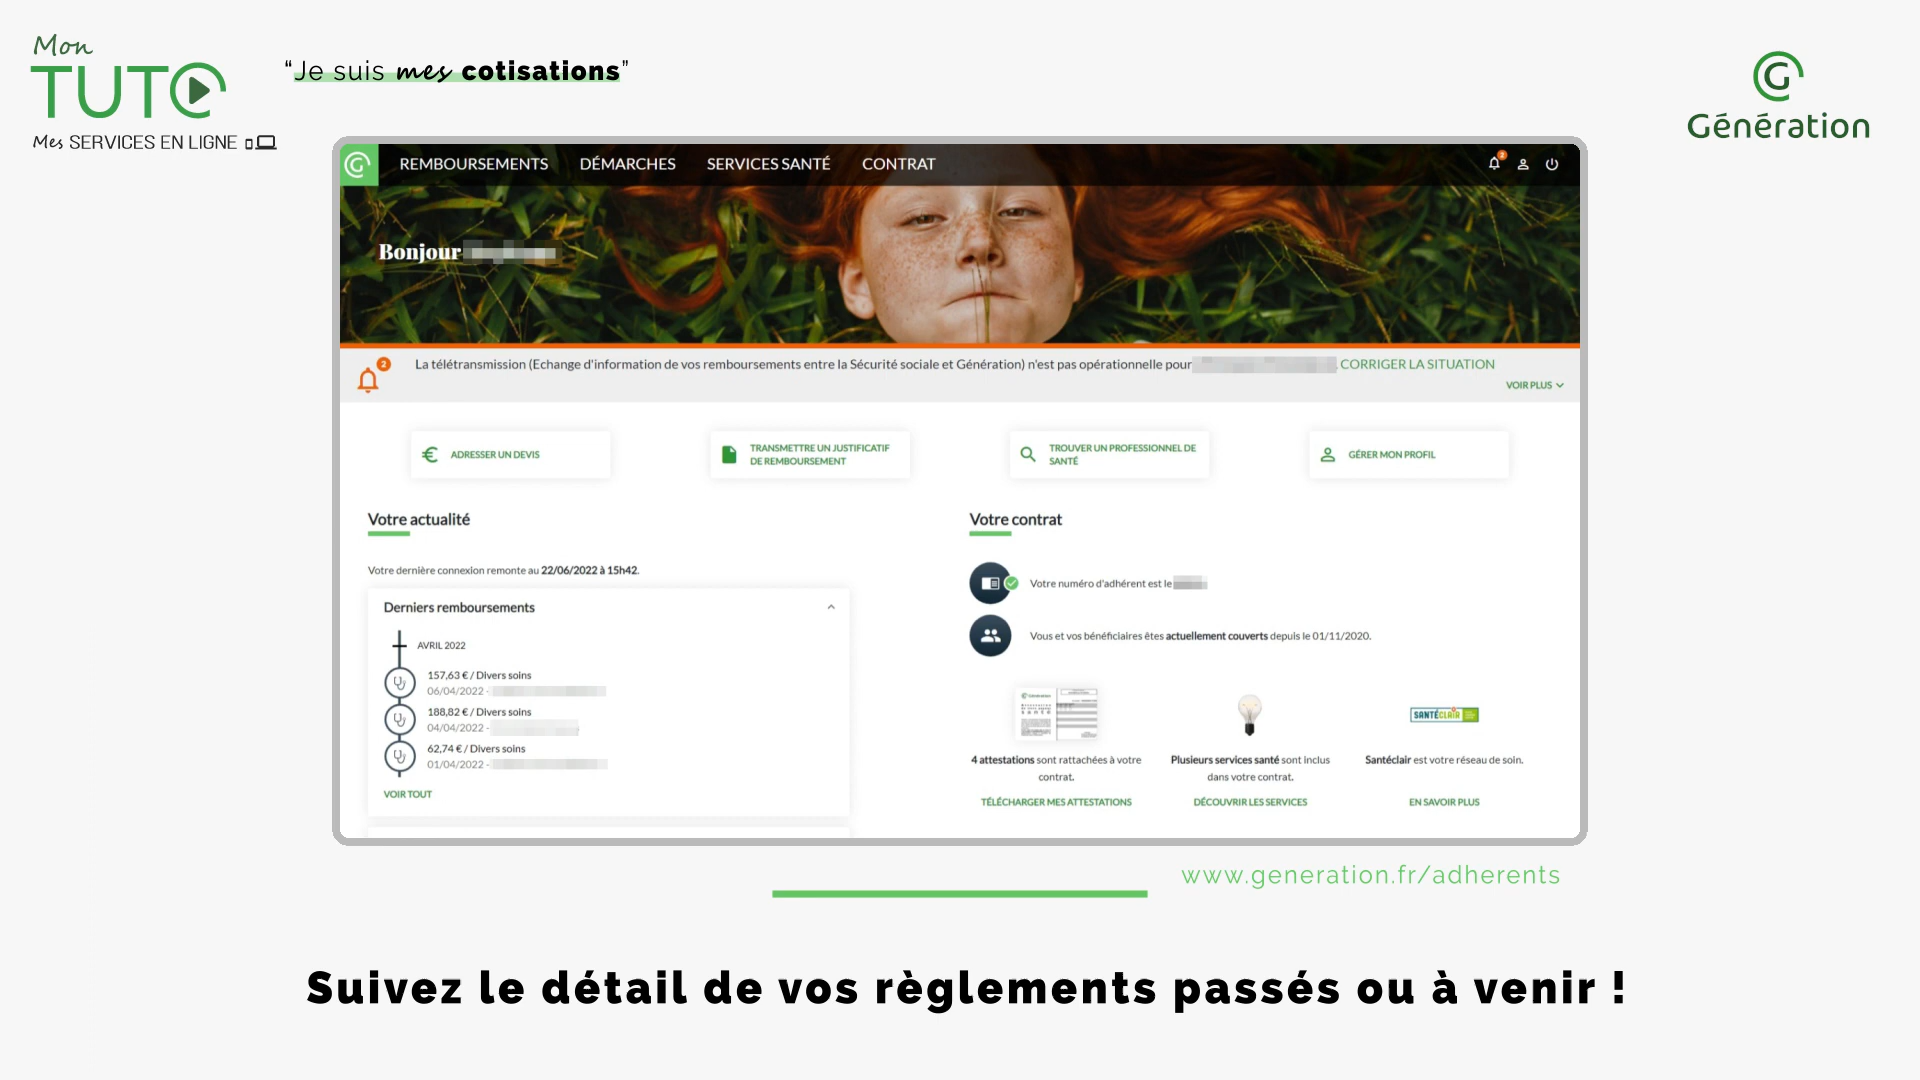 Mon
TUTO
Mes SERVICES EN LIGNE
“Je suis mes cotisations”
G
Génération
REMBOURSEMENTS DÉMARCHES SERVICES SANTÉ CONTRAT
2
Bonjour
2
La télétransmission (Echange d'information de vos remboursements entre la Sécurité sociale et Génération) n'est pas opérationnelle pour CORRIGER LA SITUATION
VOIR PLUS
ADRESSER UN DEVIS
TRANSMETTRE UN JUSTIFICATIF
DE REMBOURSEMENT
TROUVER UN PROFESSIONNEL DE
SANTÉ
GÉRER MON PROFIL
Votre actualité
Votre dernière connexion remonte au 22/06/2022 à 15h42.
Derniers remboursements
AVRIL 2022
157,63 € / Divers soins
06/04/2022 -
188,82 € / Divers soins
04/04/2022 -
62,74 € / Divers soins
01/04/2022 -
VOIR TOUT
Votre contrat
Votre numéro d'adhérent est le
Vous et vos bénéficiaires êtes actuellement couverts depuis le 01/11/2020.
4 attestations sont rattachées à votre
contrat.
TÉLÉCHARGER MES ATTESTATIONS
Plusieurs services santé sont inclus
dans votre contrat.
DÉCOUVRIR LES SERVICES
SANTÉCLAIR
Santéclair est votre réseau de soin.
EN SAVOIR PLUS
www.generation.fr/adherents
Suivez le détail de vos règlements passés ou à venir !